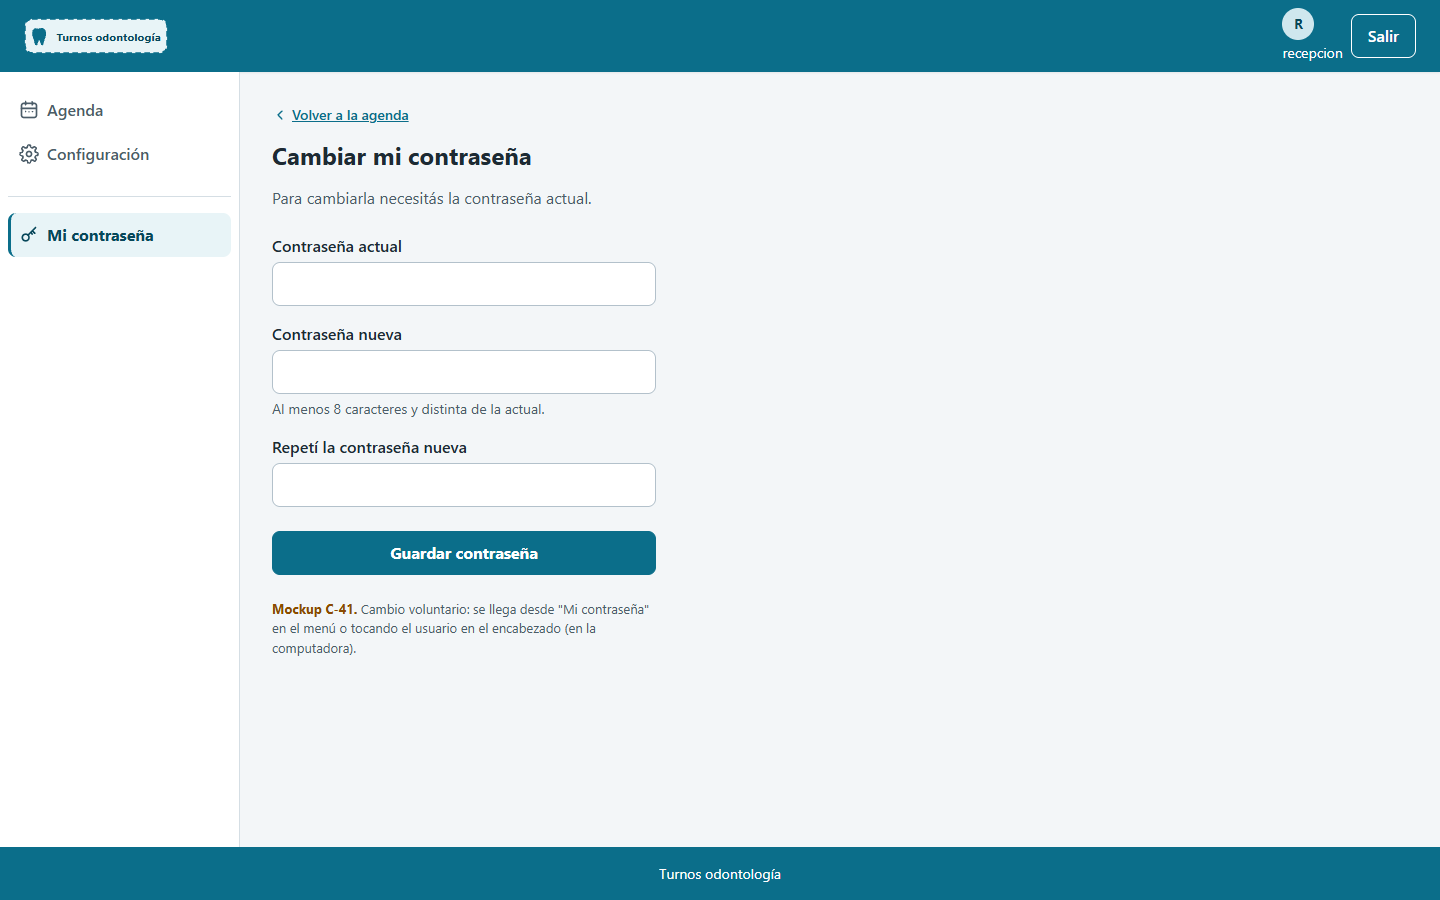 Turnos odontología
R
recepcion
Salir
Agenda
Configuración
Mi contraseña
Volver a la agenda
Cambiar mi contraseña
Para cambiarla necesitás la contraseña actual.
Contraseña actual
Contraseña nueva
Al menos 8 caracteres y distinta de la actual.
Repetí la contraseña nueva
Guardar contraseña
Mockup C-41. Cambio voluntario: se llega desde "Mi contraseña"
en el menú o tocando el usuario en el encabezado (en la
computadora).
Turnos odontología